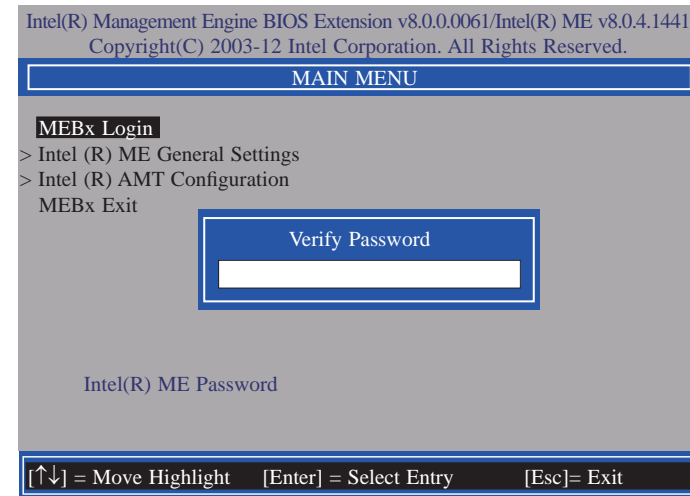 Intel(R) Management Engine BIOS Extension v8.0.0.0061/Intel(R) ME v8.0.4.1441
Copyright(C) 2003-12 Intel Corporation. All Rights Reserved.
MAIN MENU
MEBx Login
> Intel (R) ME General Settings
> Intel (R) AMT Configuration
MEBx Exit
Verify Password
Intel(R) ME Password
[↑↓] = Move Highlight [Enter] = Select Entry [Esc]= Exit